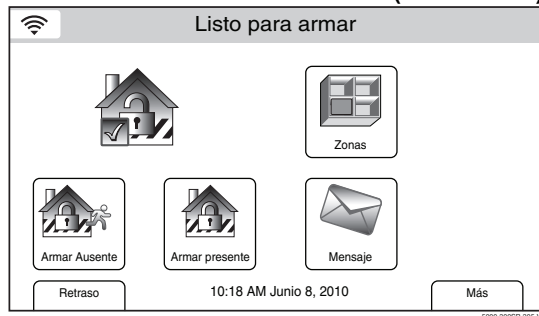 Listo para armar
Zonas
Armar Ausente
Armar presente
Mensaje
Retraso
10:18 AM Junio 8, 2010
Más